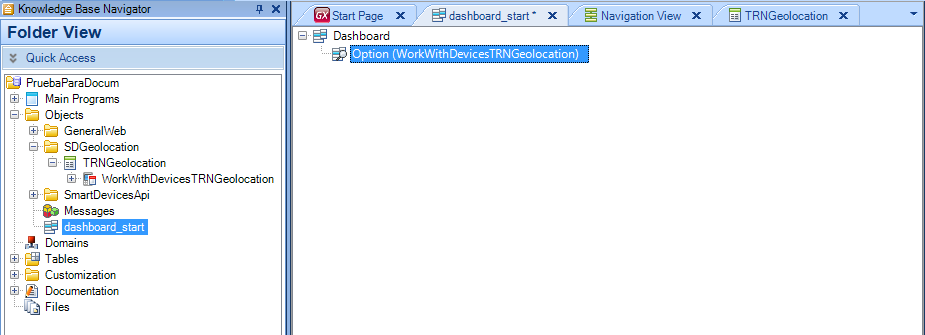 Knowledge Base Navigator
Folder View
Quick Access
PruebaParaDocum
Main Programs
Objects
GeneralWeb
SDGeolocation
TRNGeolocation
WorkWithDevicesTRNGeolocation
SmartDevicesApi
Messages
dashboard_start
Domains
Tables
Customization
Documentation
Files
GX Start Page
dashboard_start *
Navigation View
TRNGeolocation
Dashboard
Option (WorkWithDevicesTRNGeolocation)